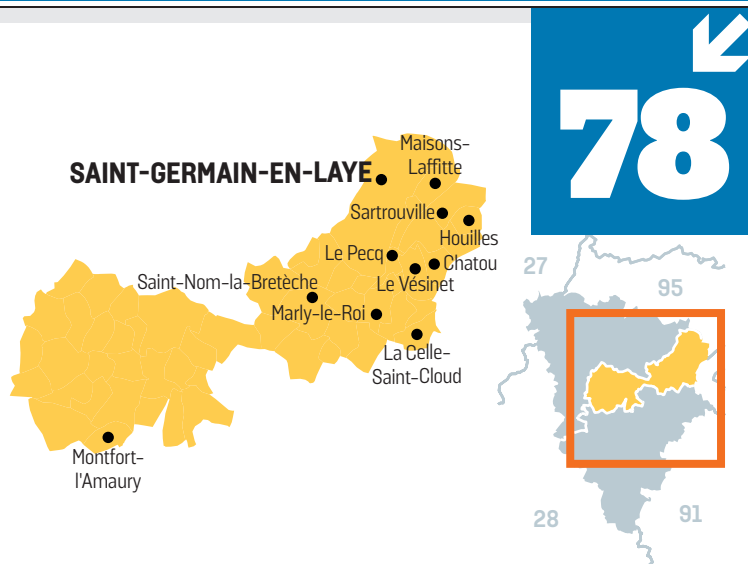 78
Maisons-
Laffitte
SAINT-GERMAIN-EN-LAYE
Sartrouville
Houilles
Le Pecq
Chatou
Saint-Nom-la-Bretèche
Le Vésinet
Marly-le-Roi
La Celle-
Saint-Cloud
Montfort-
l'Amaury
27
95
28
91